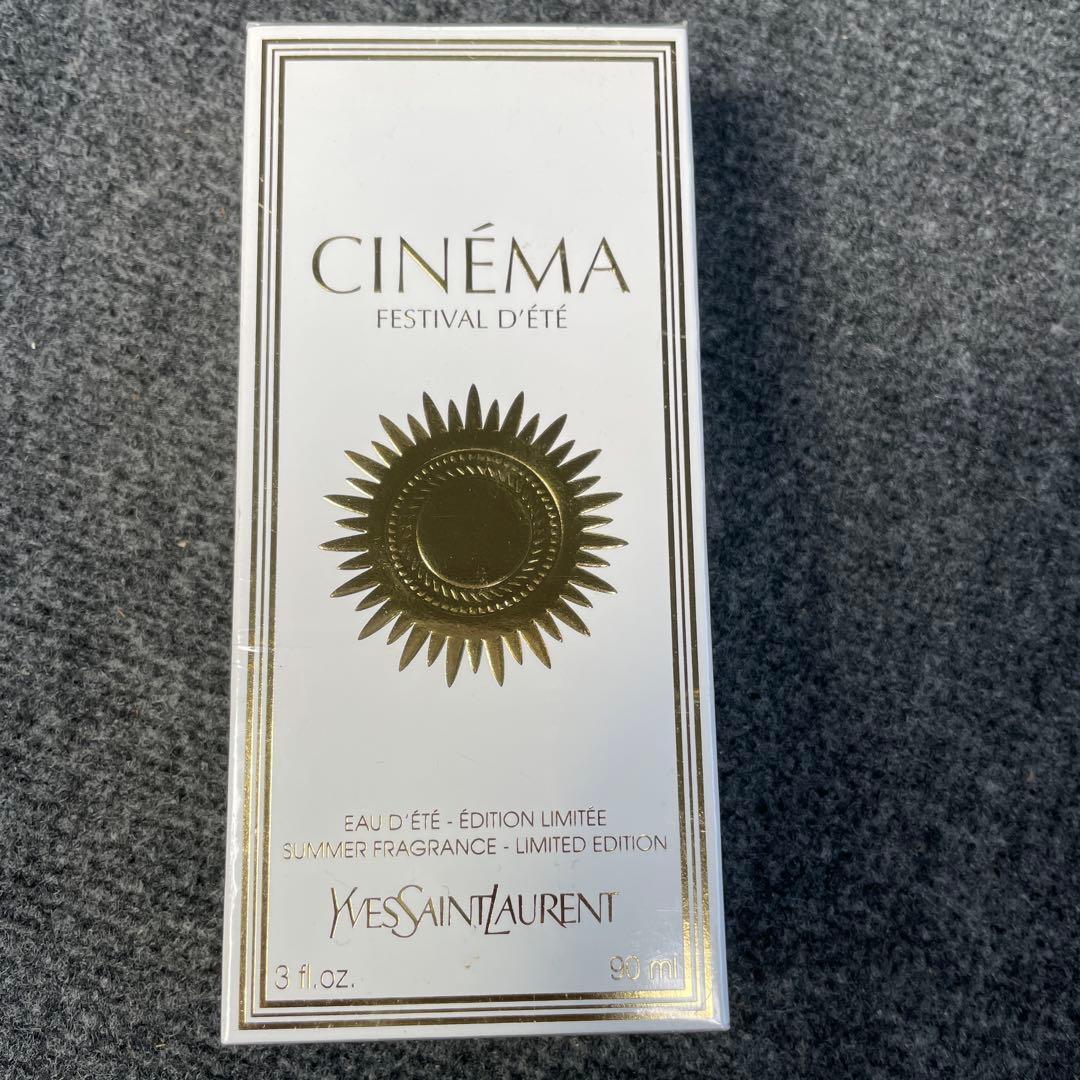 CINÉMA
FESTIVAL D'ÉTÉ
EAU D'ÉTÉ - ÉDITION LIMITÉE
SUMMER FRAGRANCE - LIMITED EDITION
YVESSAINTLAURENT
3 fl.oz. 90 ml